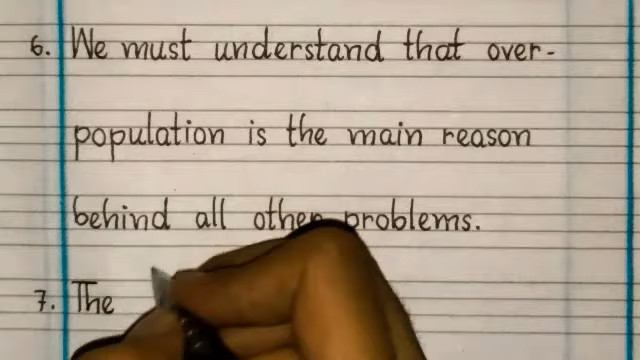 6. We must understand that over-
population is the main reason
behind all other problems.
7. The